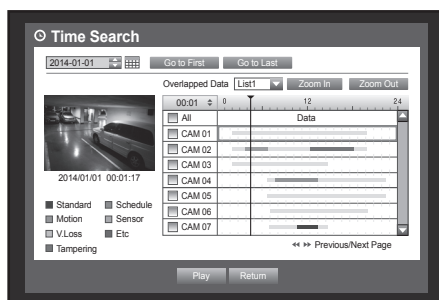 Time Search
2014-01-01
Go to First
Go to Last
Overlapped Data
List1
Zoom In
Zoom Out
00:01
0
12
24
All
Data
CAM 01
CAM 02
CAM 03
CAM 04
CAM 05
CAM 06
CAM 07
2014/01/01 00:01:17
Standard
Schedule
Motion
Sensor
V.Loss
Etc
Tampering
Previous/Next Page
Play
Return